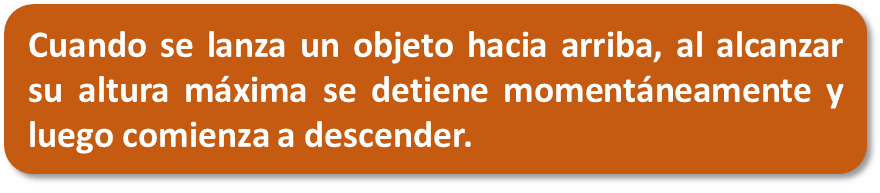 Cuando se lanza un objeto hacia arriba, al alcanzar
su altura máxima se detiene momentáneamente y
luego comienza a descender.